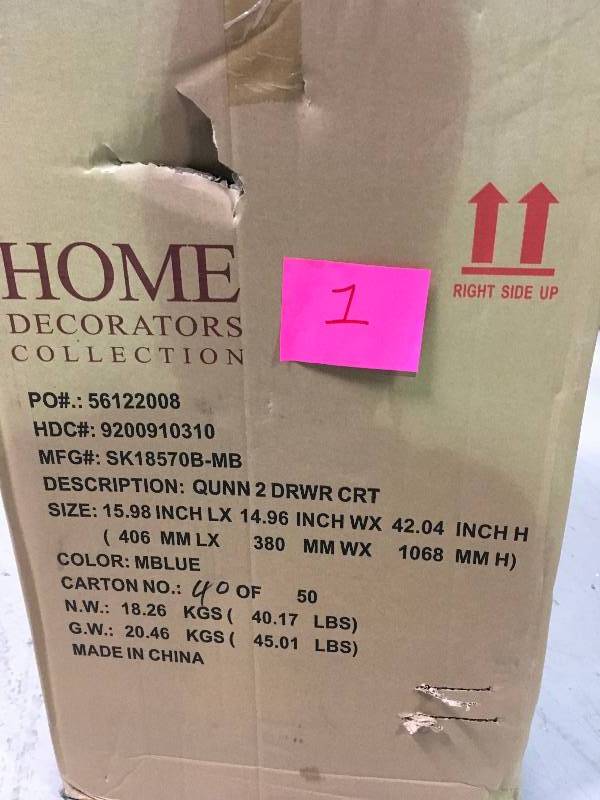 HOME
DECORATORS
COLLECTION
1
RIGHT SIDE UP
PO#.: 56122008
HDC#: 9200910310
MFG#: SK18570B-MB
DESCRIPTION: QUNN 2 DRWR CRT
SIZE: 15.98 INCH LX 14.96 INCH WX 42.04 INCH H
( 406 MM LX 380 MM WX 1068 MM H)
COLOR: MBLUE
CARTON NO.: 40 OF 50
N.W.: 18.26 KGS ( 40.17 LBS)
G.W.: 20.46 KGS ( 45.01 LBS)
MADE IN CHINA